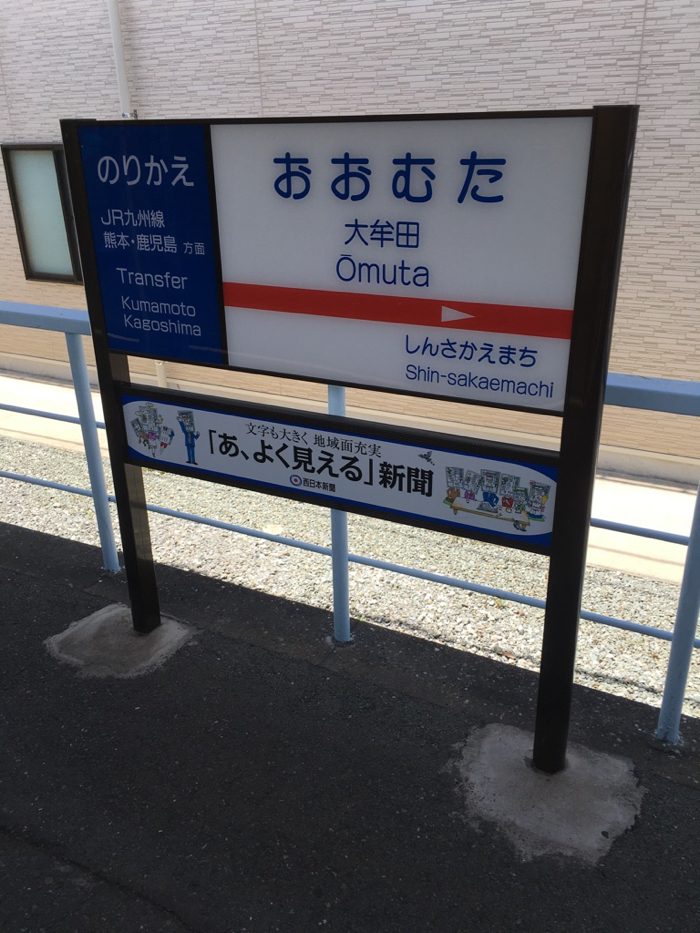 のりかえ
JR九州線
熊本・鹿児島 方面
Transfer
Kumamoto
Kagoshima
おおむた
大牟田
Ōmuta
しんさかえまち
Shin-sakaemachi
文字も大きく 地域面充実
「あ、よく見える」新聞
西日本新聞